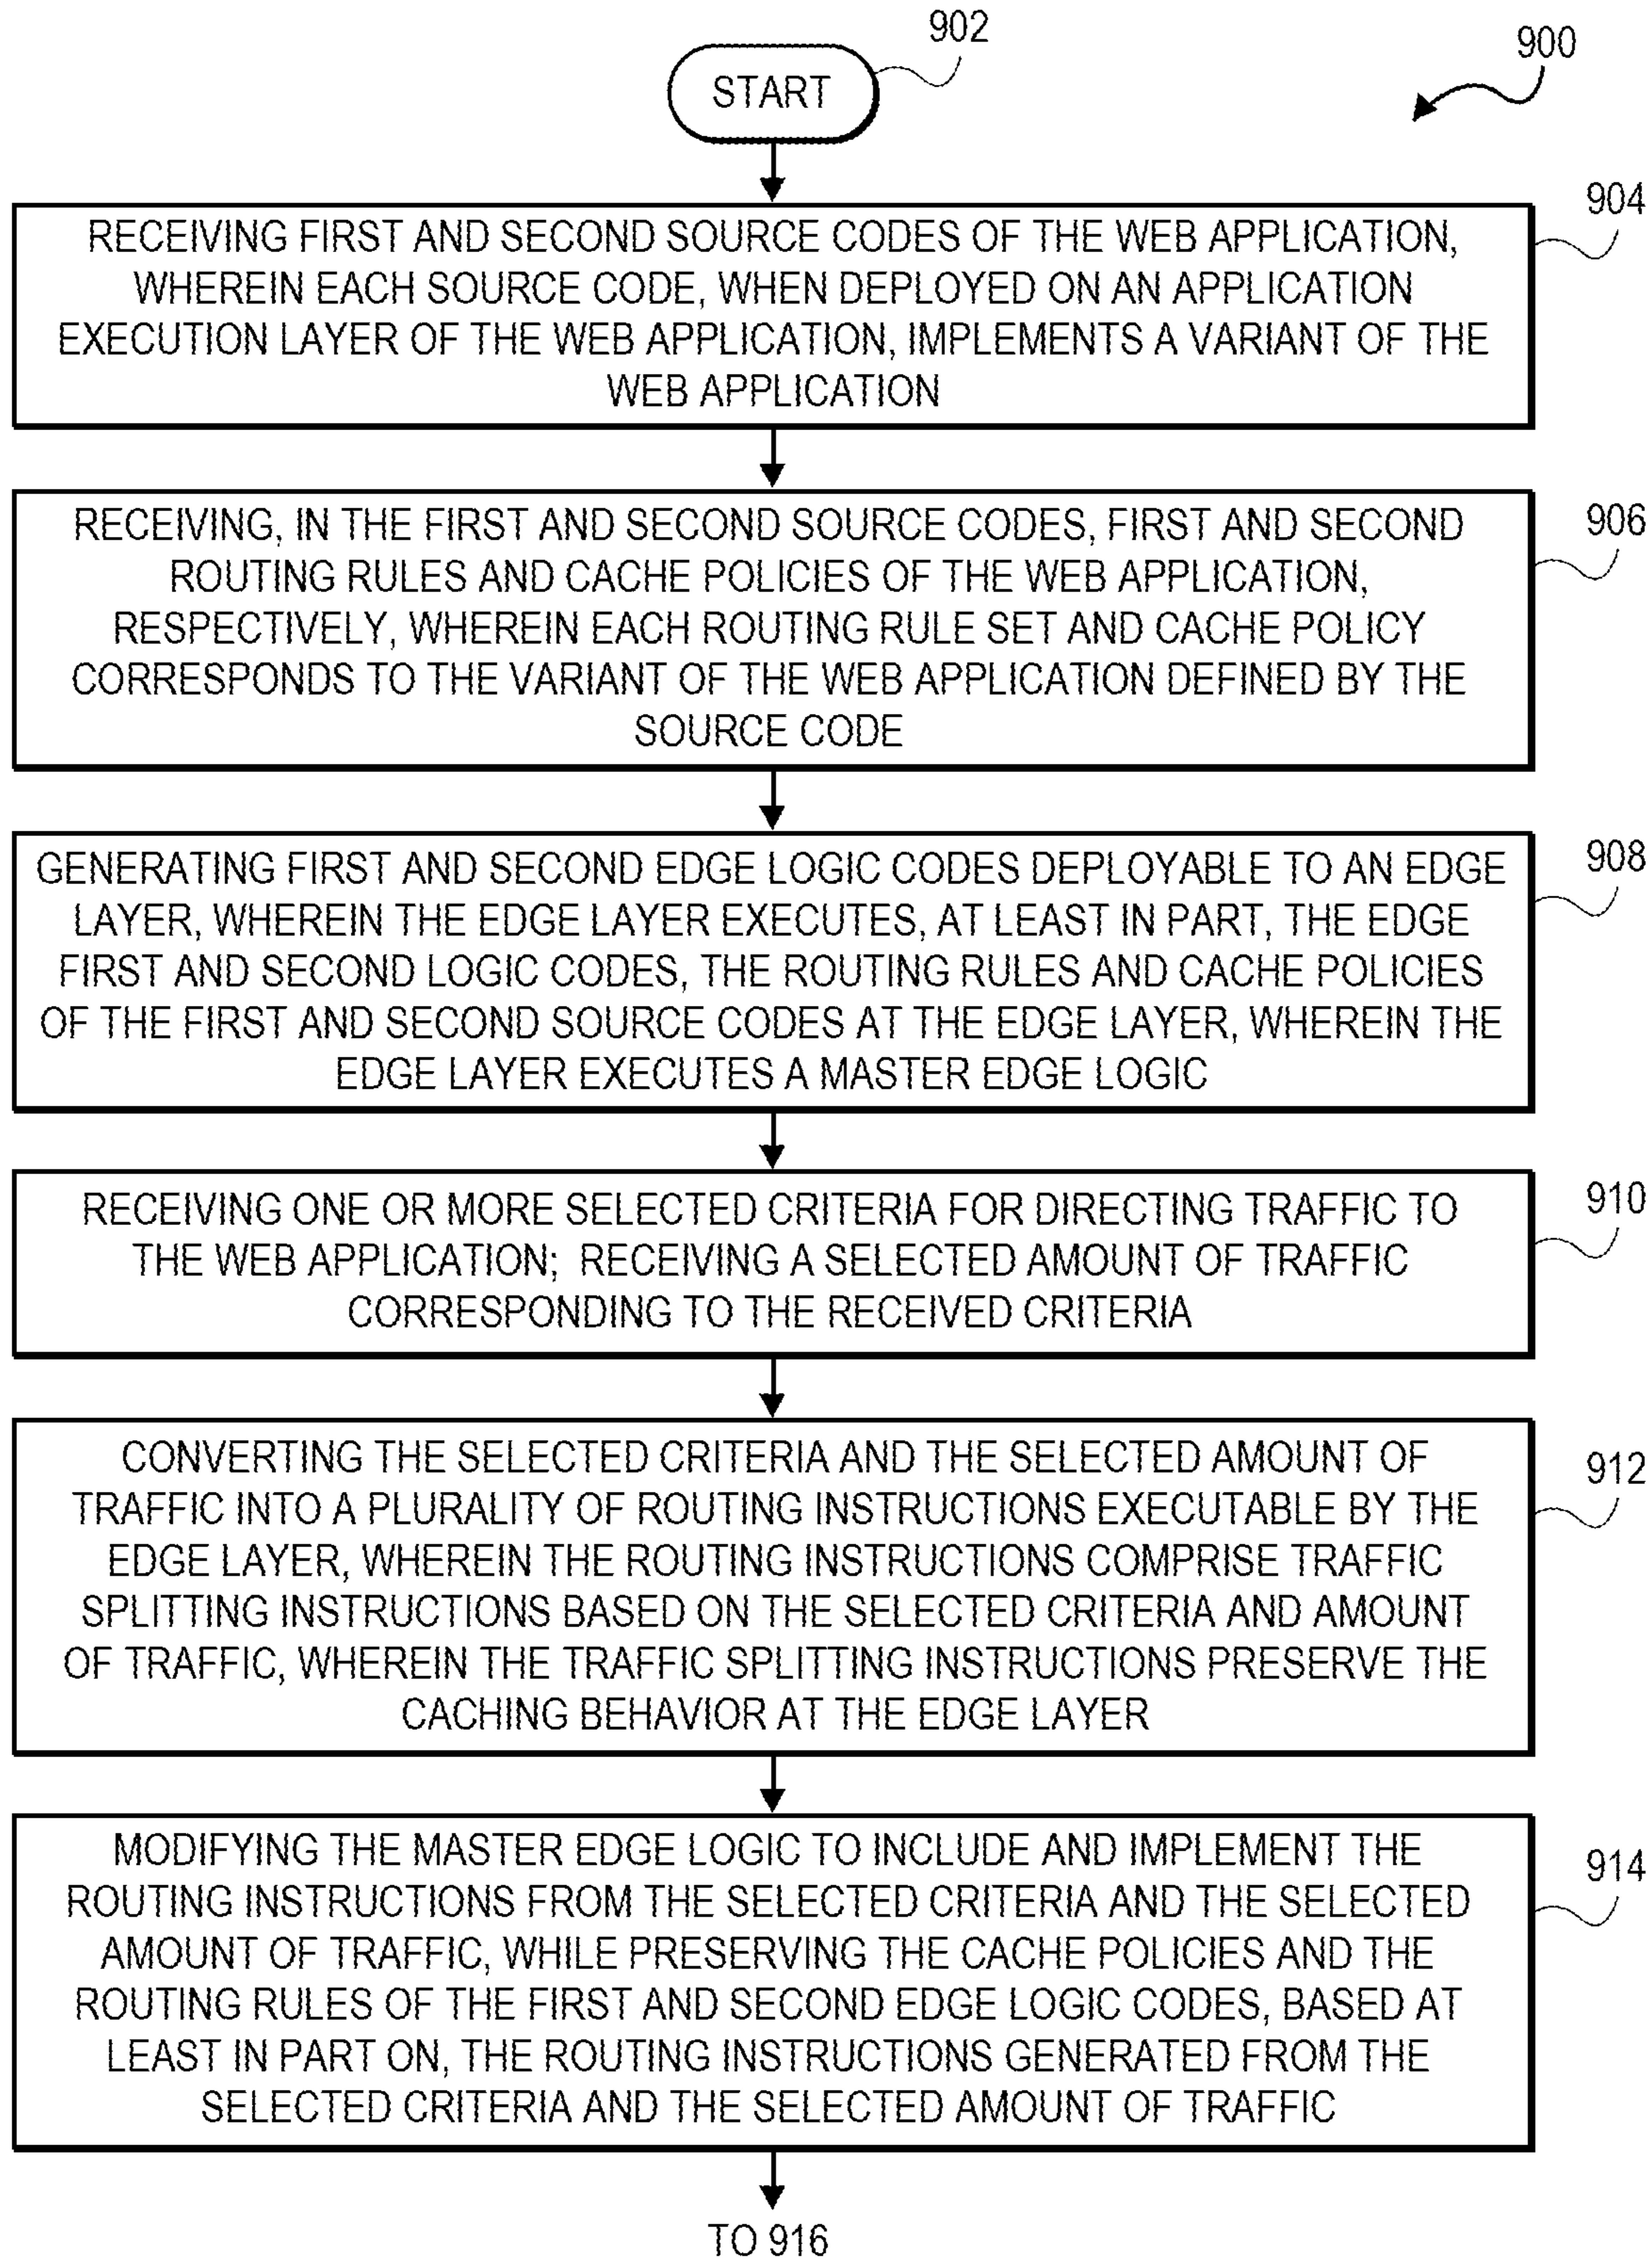 902
900
START
904
RECEIVING FIRST AND SECOND SOURCE CODES OF THE WEB APPLICATION,
WHEREIN EACH SOURCE CODE, WHEN DEPLOYED ON AN APPLICATION
EXECUTION LAYER OF THE WEB APPLICATION, IMPLEMENTS A VARIANT OF THE
WEB APPLICATION
906
RECEIVING, IN THE FIRST AND SECOND SOURCE CODES, FIRST AND SECOND
ROUTING RULES AND CACHE POLICIES OF THE WEB APPLICATION,
RESPECTIVELY, WHEREIN EACH ROUTING RULE SET AND CACHE POLICY
CORRESPONDS TO THE VARIANT OF THE WEB APPLICATION DEFINED BY THE
SOURCE CODE
908
GENERATING FIRST AND SECOND EDGE LOGIC CODES DEPLOYABLE TO AN EDGE
LAYER, WHEREIN THE EDGE LAYER EXECUTES, AT LEAST IN PART, THE EDGE
FIRST AND SECOND LOGIC CODES, THE ROUTING RULES AND CACHE POLICIES
OF THE FIRST AND SECOND SOURCE CODES AT THE EDGE LAYER, WHEREIN THE
EDGE LAYER EXECUTES A MASTER EDGE LOGIC
910
RECEIVING ONE OR MORE SELECTED CRITERIA FOR DIRECTING TRAFFIC TO
THE WEB APPLICATION; RECEIVING A SELECTED AMOUNT OF TRAFFIC
CORRESPONDING TO THE RECEIVED CRITERIA
912
CONVERTING THE SELECTED CRITERIA AND THE SELECTED AMOUNT OF
TRAFFIC INTO A PLURALITY OF ROUTING INSTRUCTIONS EXECUTABLE BY THE
EDGE LAYER, WHEREIN THE ROUTING INSTRUCTIONS COMPRISE TRAFFIC
SPLITTING INSTRUCTIONS BASED ON THE SELECTED CRITERIA AND AMOUNT
OF TRAFFIC, WHEREIN THE TRAFFIC SPLITTING INSTRUCTIONS PRESERVE THE
CACHING BEHAVIOR AT THE EDGE LAYER
914
MODIFYING THE MASTER EDGE LOGIC TO INCLUDE AND IMPLEMENT THE
ROUTING INSTRUCTIONS FROM THE SELECTED CRITERIA AND THE SELECTED
AMOUNT OF TRAFFIC, WHILE PRESERVING THE CACHE POLICIES AND THE
ROUTING RULES OF THE FIRST AND SECOND EDGE LOGIC CODES, BASED AT
LEAST IN PART ON, THE ROUTING INSTRUCTIONS GENERATED FROM THE
SELECTED CRITERIA AND THE SELECTED AMOUNT OF TRAFFIC
TO 916